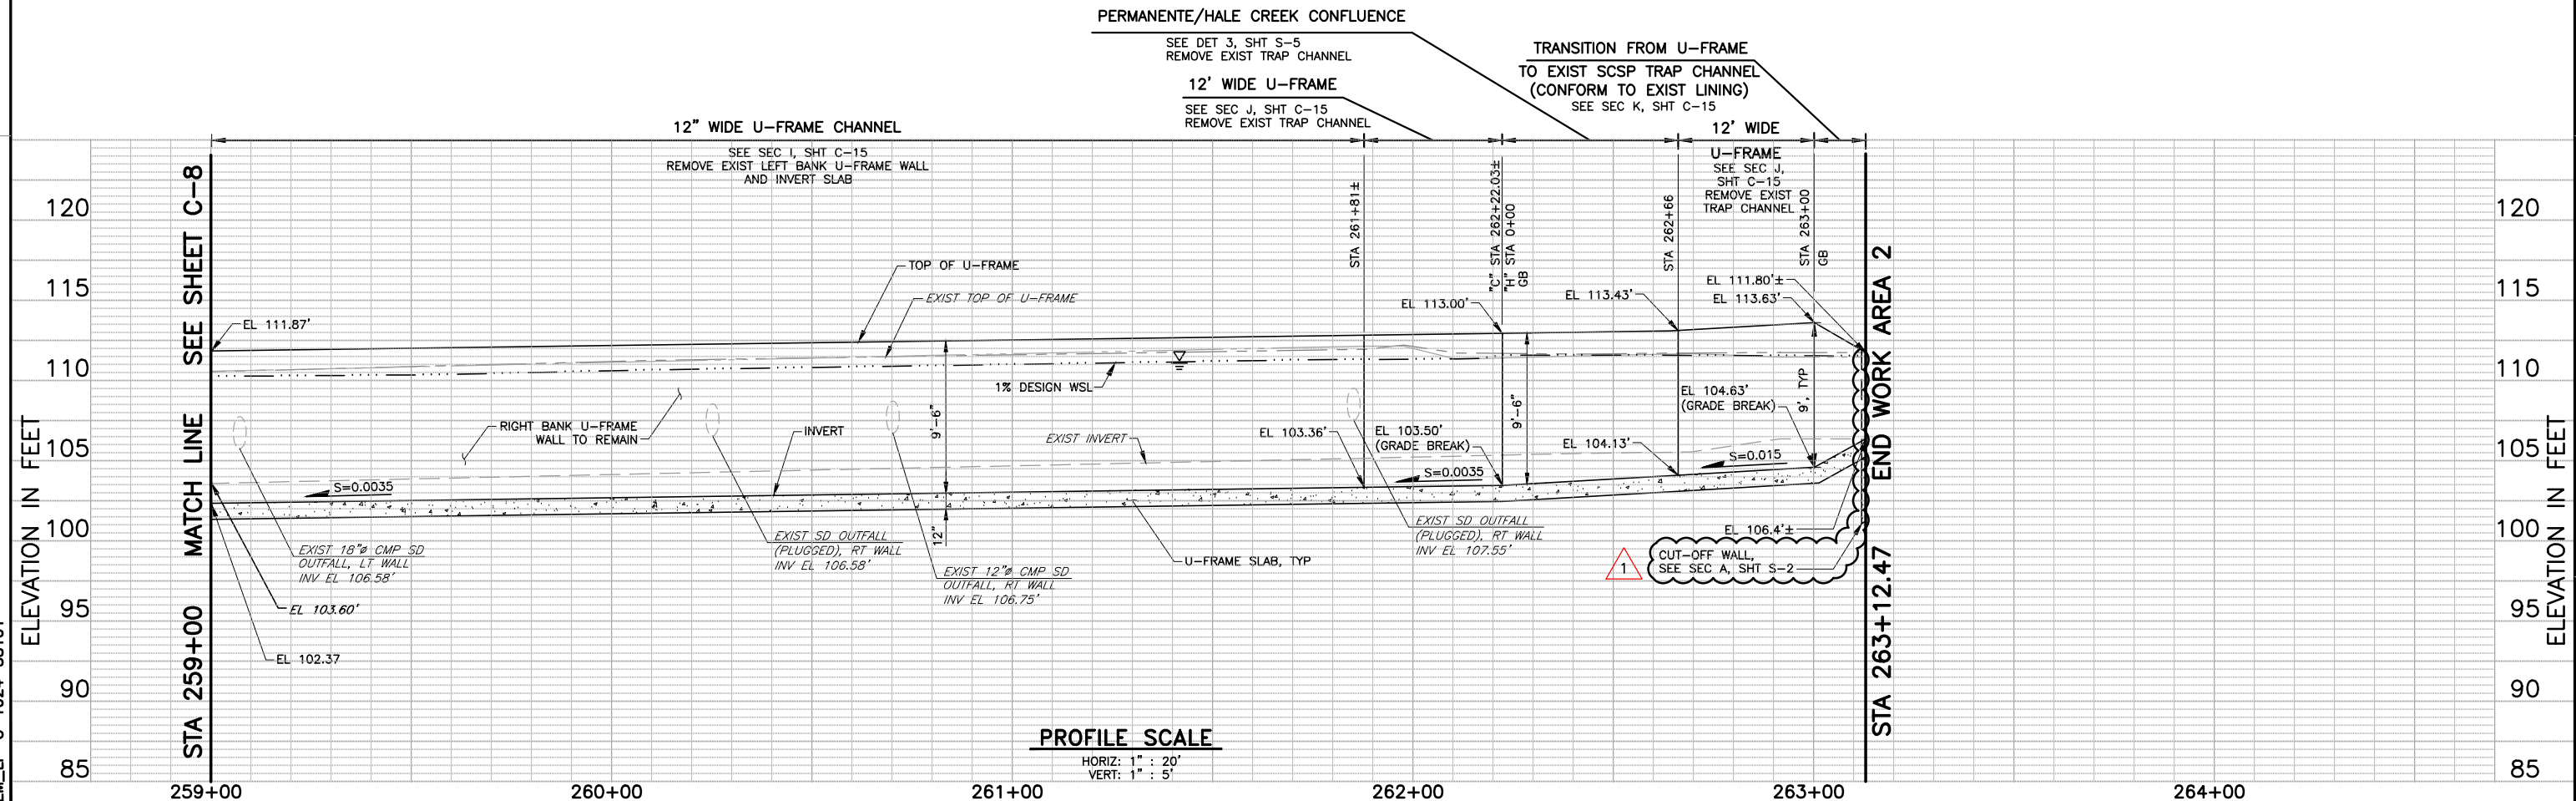 PERMANENTE/HALE CREEK CONFLUENCE
SEE DET 3, SHT S-5
REMOVE EXIST TRAP CHANNEL
TRANSITION FROM U-FRAME
TO EXIST SCSP TRAP CHANNEL
(CONFORM TO EXIST LINING)
SEE SEC K, SHT C-15
12' WIDE U-FRAME
SEE SEC J, SHT C-15
REMOVE EXIST TRAP CHANNEL
12" WIDE U-FRAME CHANNEL
SEE SEC I, SHT C-15
REMOVE EXIST LEFT BANK U-FRAME WALL
AND INVERT SLAB
12' WIDE
U-FRAME
SEE SEC J,
SHT C-15
REMOVE EXIST
TRAP CHANNEL
ELEVATION IN FEET
120
115
110
105
100
95
90
85
STA 259+00 MATCH LINE SEE SHEET C-8
STA 261+81±
"C" STA 262+22.03±
"H" STA 0+00
GB
STA 262+66
STA 263+00
GB
STA 263+12.47 END WORK AREA 2
TOP OF U-FRAME
EXIST TOP OF U-FRAME
EL 111.87'
EL 113.00'
EL 113.43'
EL 111.80'±
EL 113.63'
1% DESIGN WSL
9'-6"
9'-6"
9', TYP
RIGHT BANK U-FRAME
WALL TO REMAIN
INVERT
EXIST INVERT
EL 103.36'
EL 103.50'
(GRADE BREAK)
EL 104.13'
EL 104.63'
(GRADE BREAK)
S=0.0035
S=0.0035
S=0.015
12"
EXIST 18"ø CMP SD
OUTFALL, LT WALL
INV EL 106.58'
EL 103.60'
EL 102.37
EXIST SD OUTFALL
(PLUGGED), RT WALL
INV EL 106.58'
EXIST 12"ø CMP SD
OUTFALL, RT WALL
INV EL 106.75'
U-FRAME SLAB, TYP
EXIST SD OUTFALL
(PLUGGED), RT WALL
INV EL 107.55'
EL 106.4'±
1
CUT-OFF WALL,
SEE SEC A, SHT S-2
120
115
110
105
100
95
90
85
ELEVATION IN FEET
PROFILE SCALE
HORIZ: 1" : 20'
VERT: 1" : 5'
259+00
260+00
261+00
262+00
263+00
264+00